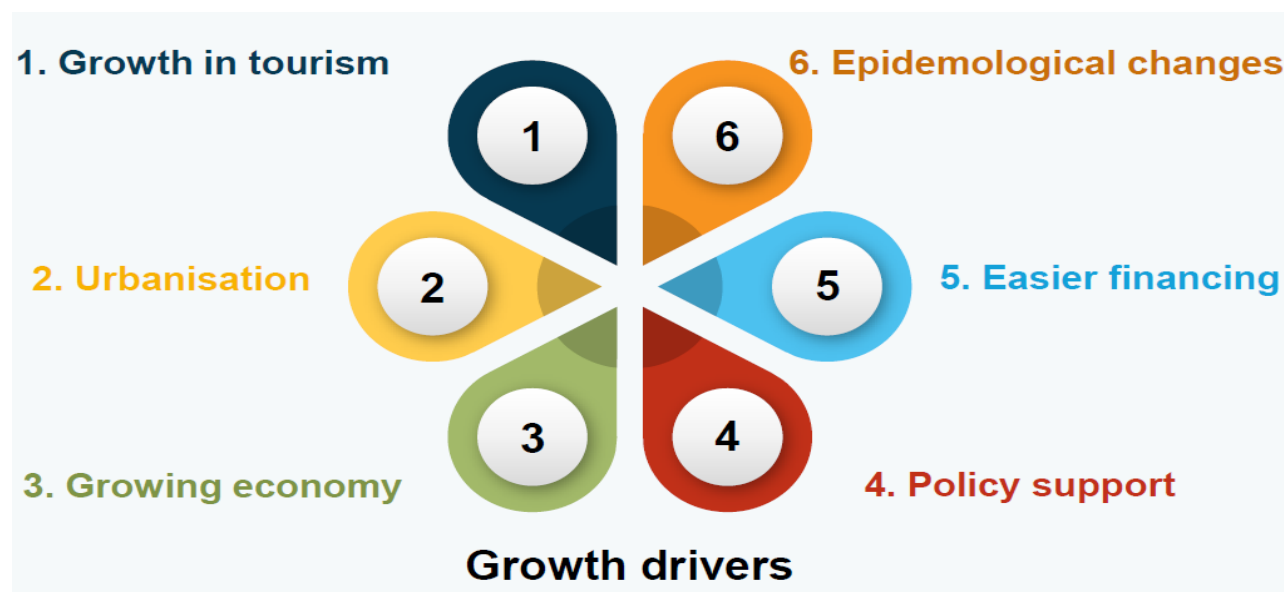 1. Growth in tourism
6. Epidemological changes
1
6
2. Urbanisation
2
5
5. Easier financing
3
4
3. Growing economy
4. Policy support
Growth drivers